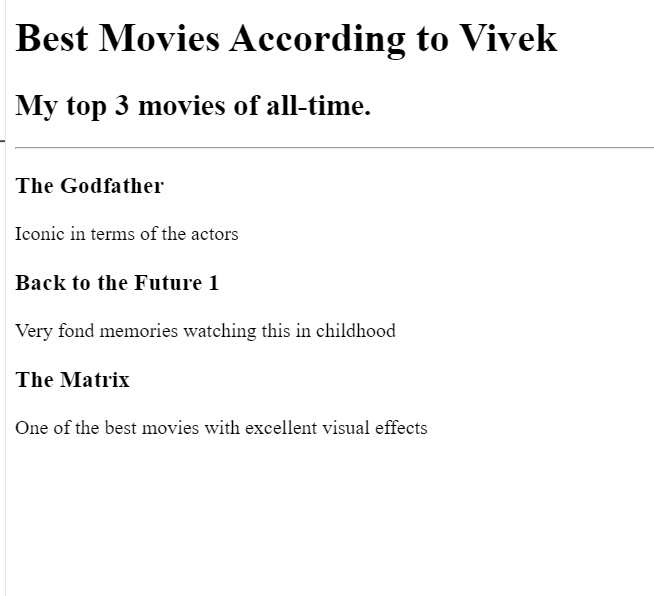 Best Movies According to Vivek
My top 3 movies of all-time.
The Godfather
Iconic in terms of the actors
Back to the Future 1
Very fond memories watching this in childhood
The Matrix
One of the best movies with excellent visual effects